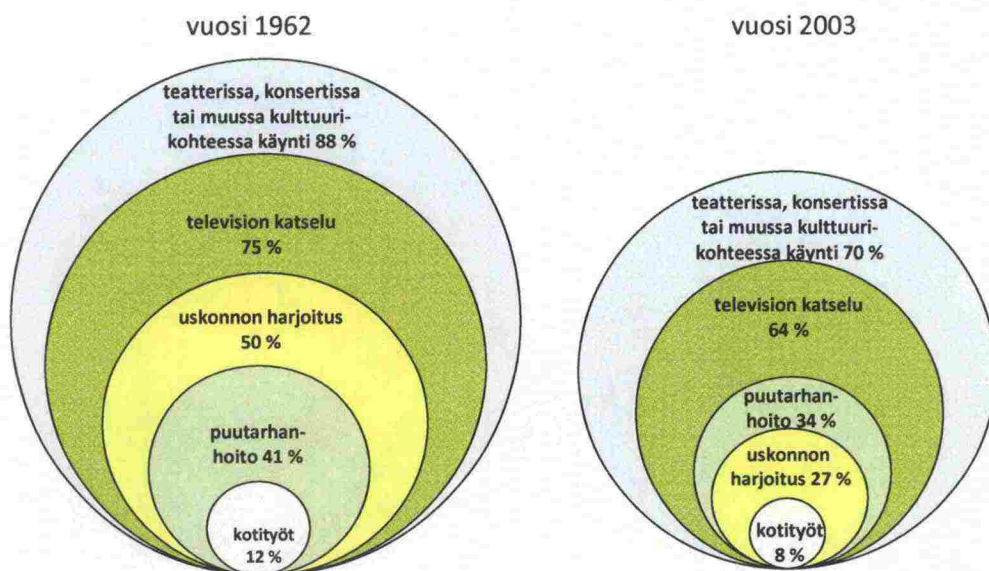 vuosi 1962
teatterissa, konsertissa
tai muussa kulttuuri-
kohteessa käynti 88 %
television katselu
75 %
uskonnon harjoitus
50 %
puutarhan-
hoito 41 %
kotityöt
12 %
vuosi 2003
teatterissa, konsertissa
tai muussa kulttuuri-
kohteessa käynti 70 %
television katselu
64 %
puutarhan-
hoito 34 %
uskonnon
harjoitus 27 %
kotityöt
8 %